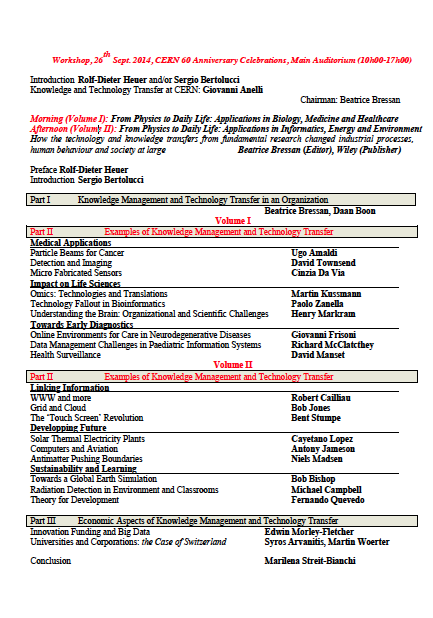 Workshop, 26th Sept. 2014, CERN 60 Anniversary Celebrations, Main Auditorium (10h00-17h00)
Introduction Rolf-Dieter Heuer and/or Sergio Bertolucci
Knowledge and Technology Transfer at CERN: Giovanni Anelli
Chairman: Beatrice Bressan
Morning (Volume I): From Physics to Daily Life: Applications in Biology, Medicine and Healthcare
Afternoon (Volume II): From Physics to Daily Life: Applications in Informatics, Energy and Environment
How the technology and knowledge transfers from fundamental research changed industrial processes,
human behaviour and society at large Beatrice Bressan (Editor), Wiley (Publisher)
Preface Rolf-Dieter Heuer
Introduction Sergio Bertolucci
Part I Knowledge Management and Technology Transfer in an Organization
Beatrice Bressan, Daan Boon
Volume I
Part II Examples of Knowledge Management and Technology Transfer
Medical Applications
Particle Beams for Cancer Ugo Amaldi
Detection and Imaging David Townsend
Micro Fabricated Sensors Cinzia Da Via
Impact on Life Sciences
Omics: Technologies and Translations Martin Kussmann
Technology Fallout in Bioinformatics Paolo Zanella
Understanding the Brain: Organizational and Scientific Challenges Henry Markram
Towards Early Diagnostics
Online Environments for Care in Neurodegenerative Diseases Giovanni Frisoni
Data Management Challenges in Paediatric Information Systems Richard McClatcthey
Health Surveillance David Manset
Volume II
Part II Examples of Knowledge Management and Technology Transfer
Linking Information
WWW and more Robert Cailliau
Grid and Cloud Bob Jones
The ‘Touch Screen’ Revolution Bent Stumpe
Developping Future
Solar Thermal Electricity Plants Cayetano Lopez
Computers and Aviation Antony Jameson
Antimatter Pushing Boundaries Niels Madsen
Sustainability and Learning
Towards a Global Earth Simulation Bob Bishop
Radiation Detection in Environment and Classrooms Michael Campbell
Theory for Development Fernando Quevedo
Part III Economic Aspects of Knowledge Management and Technology Transfer
Innovation Funding and Big Data Edwin Morley-Fletcher
Universities and Corporations: the Case of Switzerland Syros Arvanitis, Martin Woerter
Conclusion Marilena Streit-Bianchi